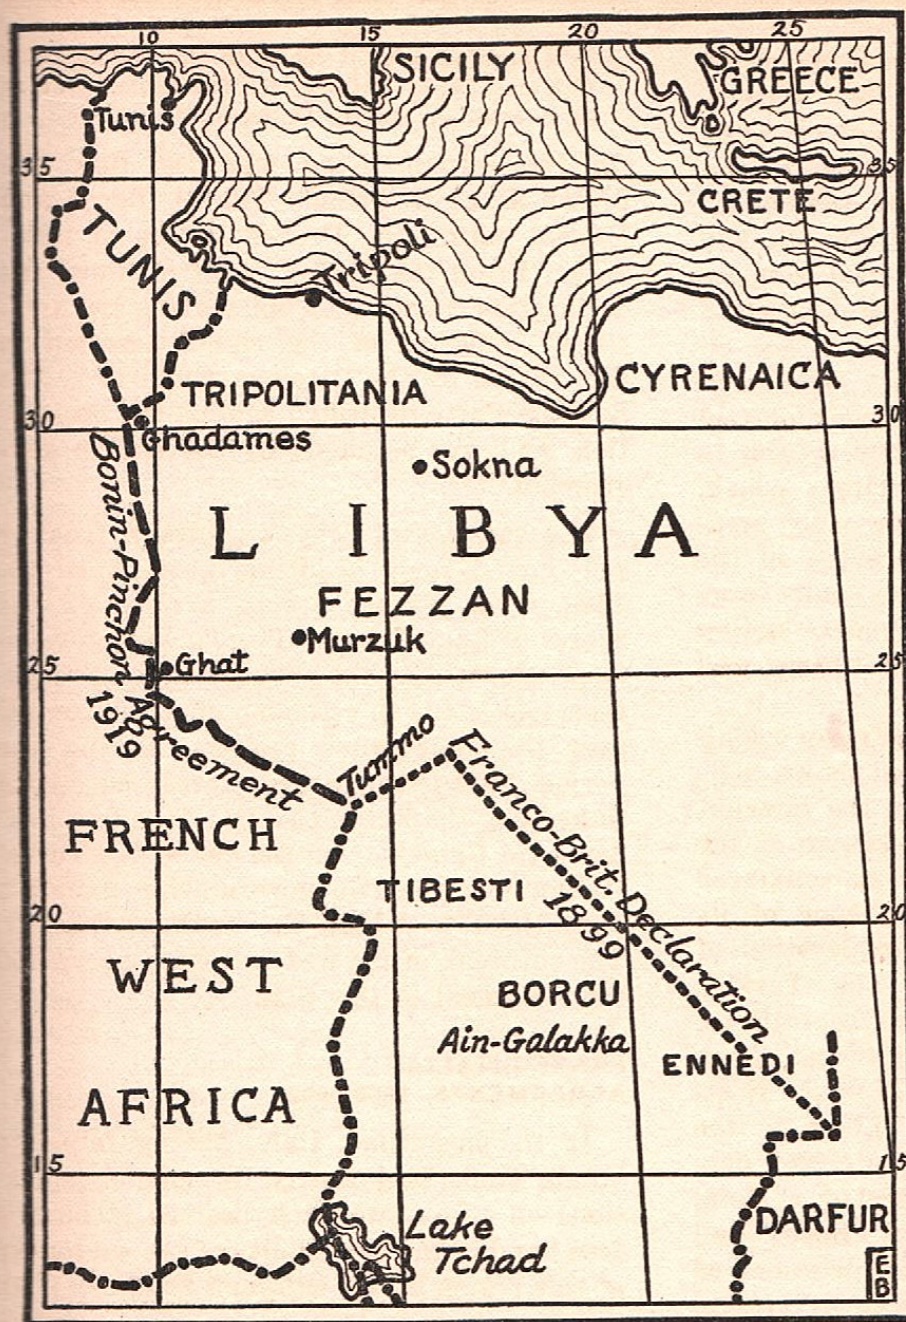 10 15 20 25
SICILY
GREECE
Tunis
35 35
CRETE
TUNIS
Tripoli
TRIPOLITANIA
CYRENAICA
30 30
Ghadames
Sokna
LIBYA
FEZZAN
Murzuk
Ghat
25 25
Bonin-Pinchon Agreement
1919
Tummo
Franco-Brit. Declaration
1899
FRENCH
TIBESTI
20 20
WEST
BORCU
Ain-Galakka
ENNEDI
AFRICA
15 15
DARFUR
Lake
Tchad
E
B